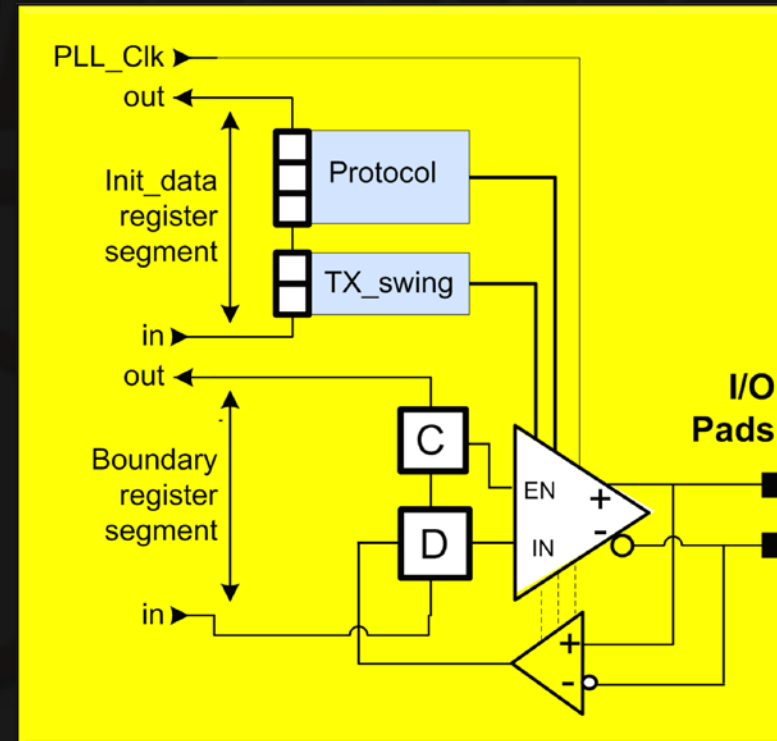 PLL_Clk
out
Init_data
register
segment
Protocol
TX_swing
in
out
Boundary
register
segment
in
C
D
EN
IN
+
-
+
-
I/O
Pads